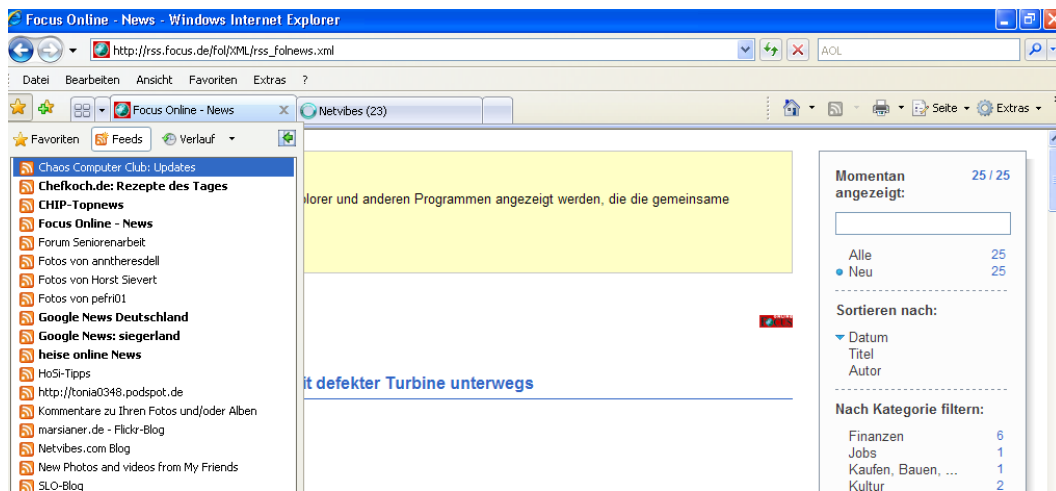 Focus Online - News - Windows Internet Explorer
http://rss.focus.de/fol/XML/rss_folnews.xml
AOL
Datei Bearbeiten Ansicht Favoriten Extras ?
Focus Online - News
Netvibes (23)
Seite
Extras
Favoriten
Feeds
Verlauf
Chaos Computer Club: Updates
Chefkoch.de: Rezepte des Tages
CHIP-Topnews
Focus Online - News
Forum Seniorenarbeit
Fotos von anntheresdell
Fotos von Horst Sievert
Fotos von pefri01
Google News Deutschland
Google News: siegerland
heise online News
HoSi-Tipps
http://tonia0348.podspot.de
Kommentare zu Ihren Fotos und/oder Alben
marsianer.de - Flickr-Blog
Netvibes.com Blog
New Photos and videos from My Friends
SLO-Blog
plorer und anderen Programmen angezeigt werden, die die gemeinsame
it defekter Turbine unterwegs
Momentan 25 / 25
angezeigt:
Alle 25
Neu 25
Sortieren nach:
Datum
Titel
Autor
Nach Kategorie filtern:
Finanzen 6
Jobs 1
Kaufen, Bauen, ... 1
Kultur 2